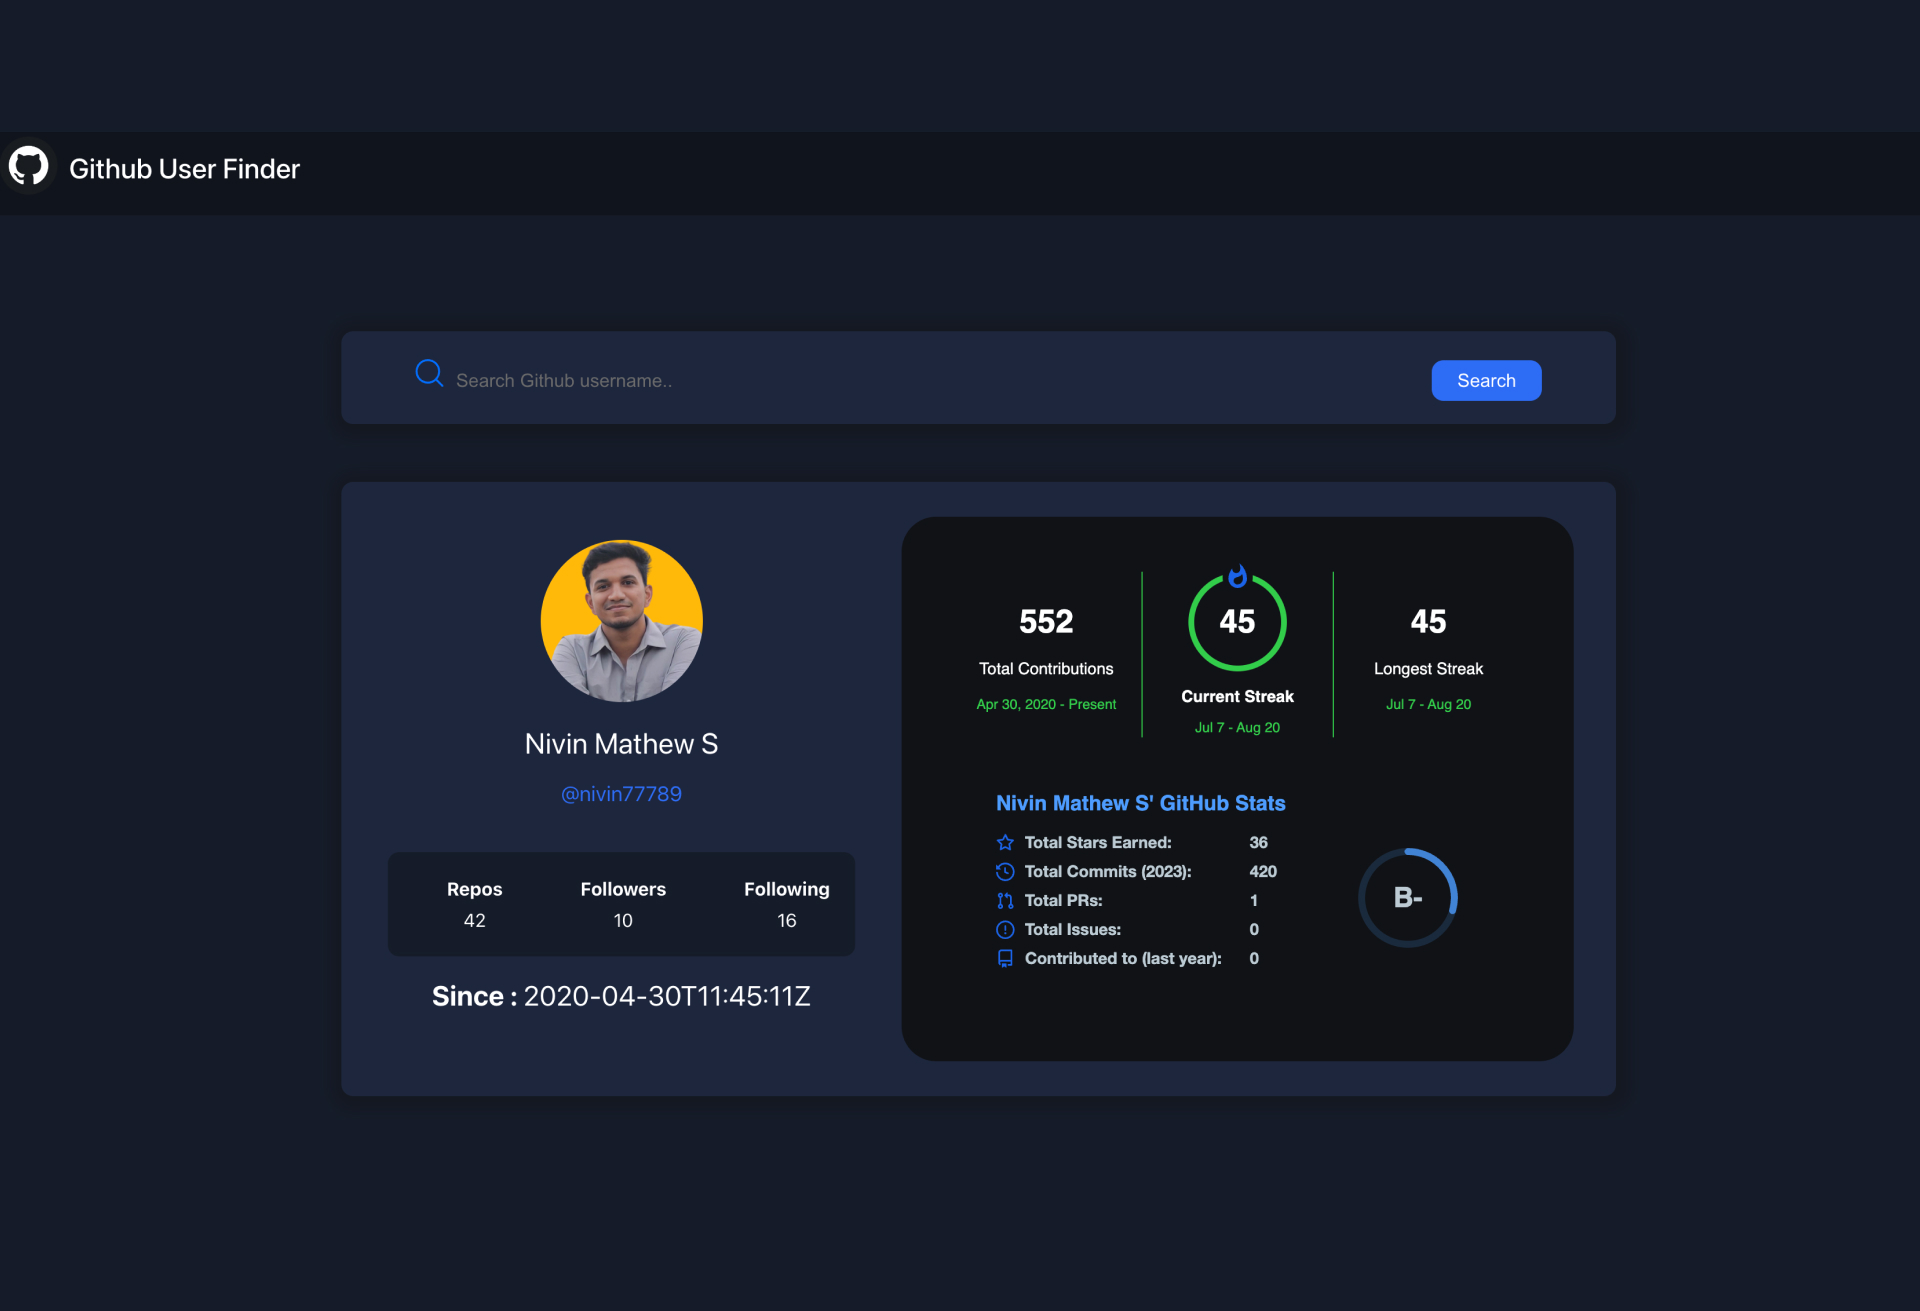 Github User Finder
Search Github username..
Search
Nivin Mathew S
@nivin77789
Repos Followers Following
42 10 16
Since : 2020-04-30T11:45:11Z
552
Total Contributions
Apr 30, 2020 - Present
45
Current Streak
Jul 7 - Aug 20
45
Longest Streak
Jul 7 - Aug 20
Nivin Mathew S' GitHub Stats
Total Stars Earned: 36
Total Commits (2023): 420
Total PRs: 1
Total Issues: 0
Contributed to (last year): 0
B-